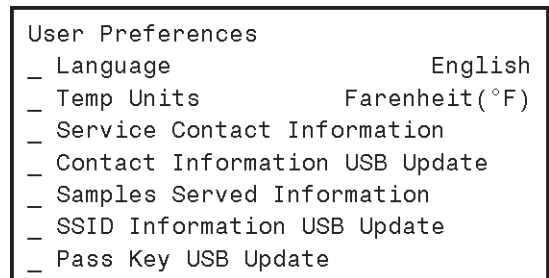 User Preferences
_ Language English
_ Temp Units Farenheit(°F)
_ Service Contact Information
_ Contact Information USB Update
_ Samples Served Information
_ SSID Information USB Update
_ Pass Key USB Update